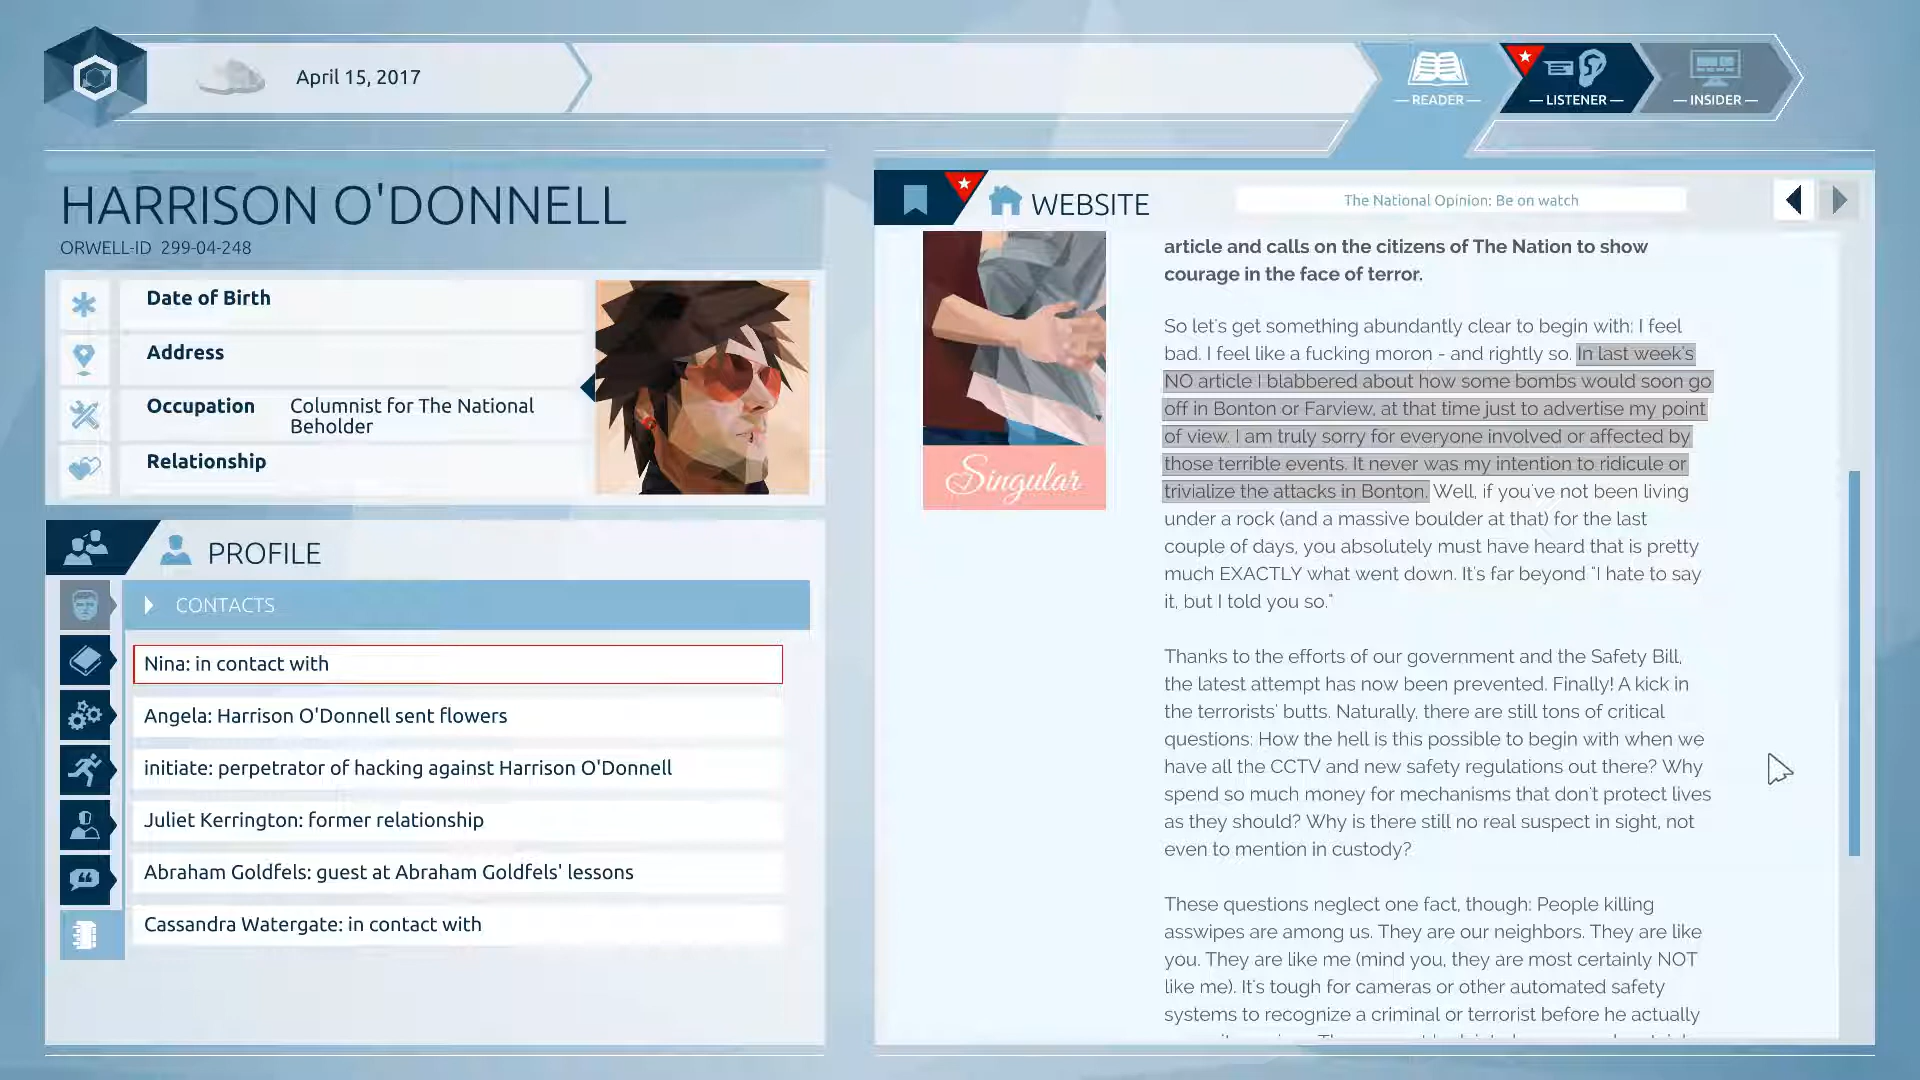 April 15, 2017
READER
LISTENER
INSIDER
HARRISON O'DONNELL
ORWELL-ID 299-04-248
Date of Birth
Address
Occupation
Columnist for The National
Beholder
Relationship
PROFILE
CONTACTS
Nina: in contact with
Angela: Harrison O'Donnell sent flowers
initiate: perpetrator of hacking against Harrison O'Donnell
Juliet Kerrington: former relationship
Abraham Goldfels: guest at Abraham Goldfels' lessons
Cassandra Watergate: in contact with
WEBSITE
The National Opinion: Be on watch
Singular
article and calls on the citizens of The Nation to show
courage in the face of terror.
So let's get something abundantly clear to begin with: I feel
bad. I feel like a fucking moron - and rightly so. In last week's
NO article I blabbered about how some bombs would soon go
off in Bonton or Farview, at that time just to advertise my point
of view. I am truly sorry for everyone involved or affected by
those terrible events. It never was my intention to ridicule or
trivialize the attacks in Bonton. Well, if you've not been living
under a rock (and a massive boulder at that) for the last
couple of days, you absolutely must have heard that is pretty
much EXACTLY what went down. It's far beyond "I hate to say
it, but I told you so."
Thanks to the efforts of our government and the Safety Bill,
the latest attempt has now been prevented. Finally! A kick in
the terrorists' butts. Naturally, there are still tons of critical
questions: How the hell is this possible to begin with when we
have all the CCTV and new safety regulations out there? Why
spend so much money for mechanisms that don't protect lives
as they should? Why is there still no real suspect in sight, not
even to mention in custody?
These questions neglect one fact, though: People killing
asswipes are among us. They are our neighbors. They are like
you. They are like me (mind you, they are most certainly NOT
like me). It's tough for cameras or other automated safety
systems to recognize a criminal or terrorist before he actually